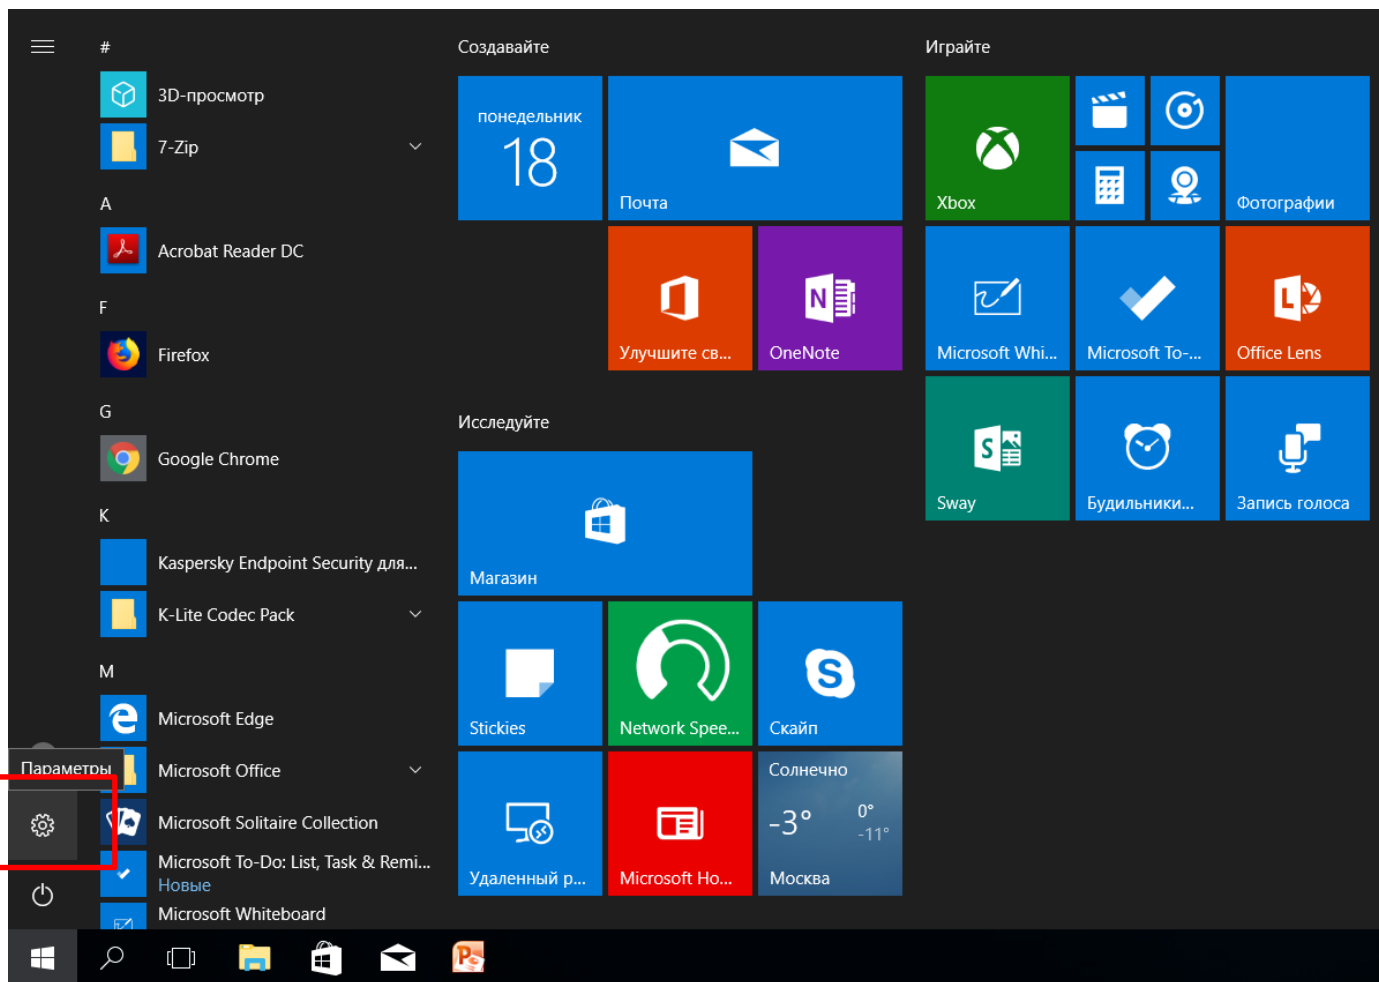 #
3D-просмотр
7-Zip
A
Acrobat Reader DC
F
Firefox
G
Google Chrome
K
Kaspersky Endpoint Security для...
K-Lite Codec Pack
M
Microsoft Edge
Параметры
Microsoft Office
Microsoft Solitaire Collection
Microsoft To-Do: List, Task & Remi...
Новые
Microsoft Whiteboard
Создавайте
понедельник
18
Почта
Улучшите св...
N
OneNote
Исследуйте
Магазин
Stickies
Network Spee...
S
Скайп
Удаленный р...
Microsoft Ho...
Солнечно
-3°
0°
-11°
Москва
Играйте
Xbox
Фотографии
Microsoft Whi...
Microsoft To-...
L
Office Lens
S
Sway
Будильники...
Запись голоса
P